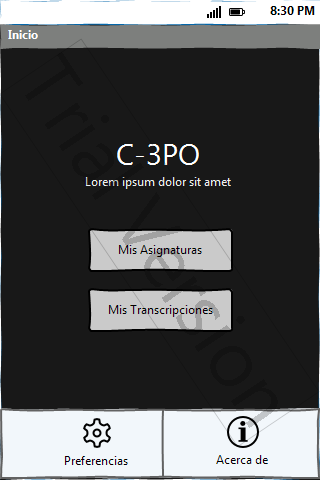 8:30 PM
Inicio
C-3PO
Lorem ipsum dolor sit amet
Mis Asignaturas
Mis Transcripciones
Preferencias
Acerca de
Trial Version